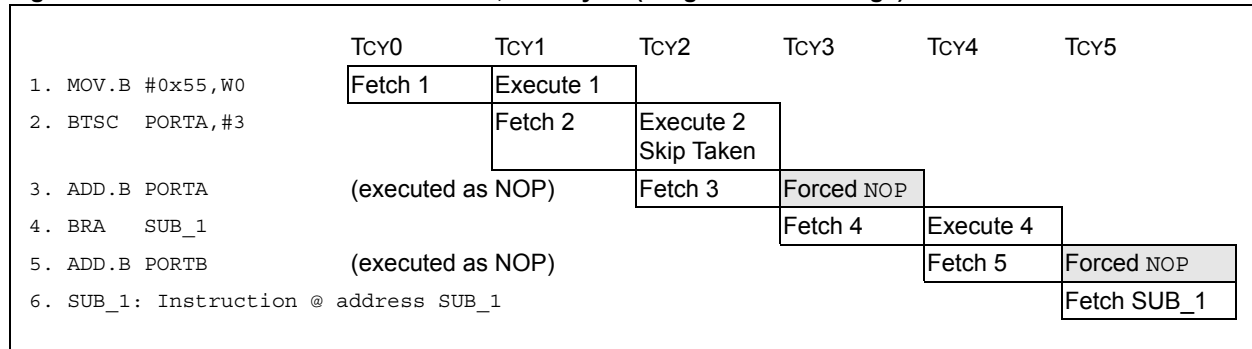 TCY0 TCY1 TCY2 TCY3 TCY4 TCY5
1. MOV.B #0x55,W0 Fetch 1 Execute 1
2. BTSC PORTA,#3 Fetch 2 Execute 2
Skip Taken
3. ADD.B PORTA (executed as NOP) Fetch 3 Forced NOP
4. BRA SUB_1 Fetch 4 Execute 4
5. ADD.B PORTB (executed as NOP) Fetch 5 Forced NOP
6. SUB_1: Instruction @ address SUB_1 Fetch SUB_1